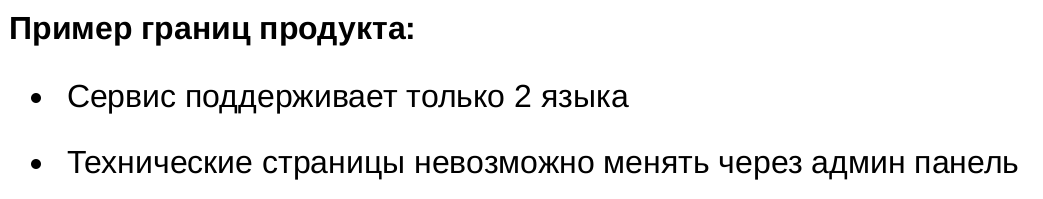 Пример границ продукта:
• Сервис поддерживает только 2 языка
• Технические страницы невозможно менять через админ панель